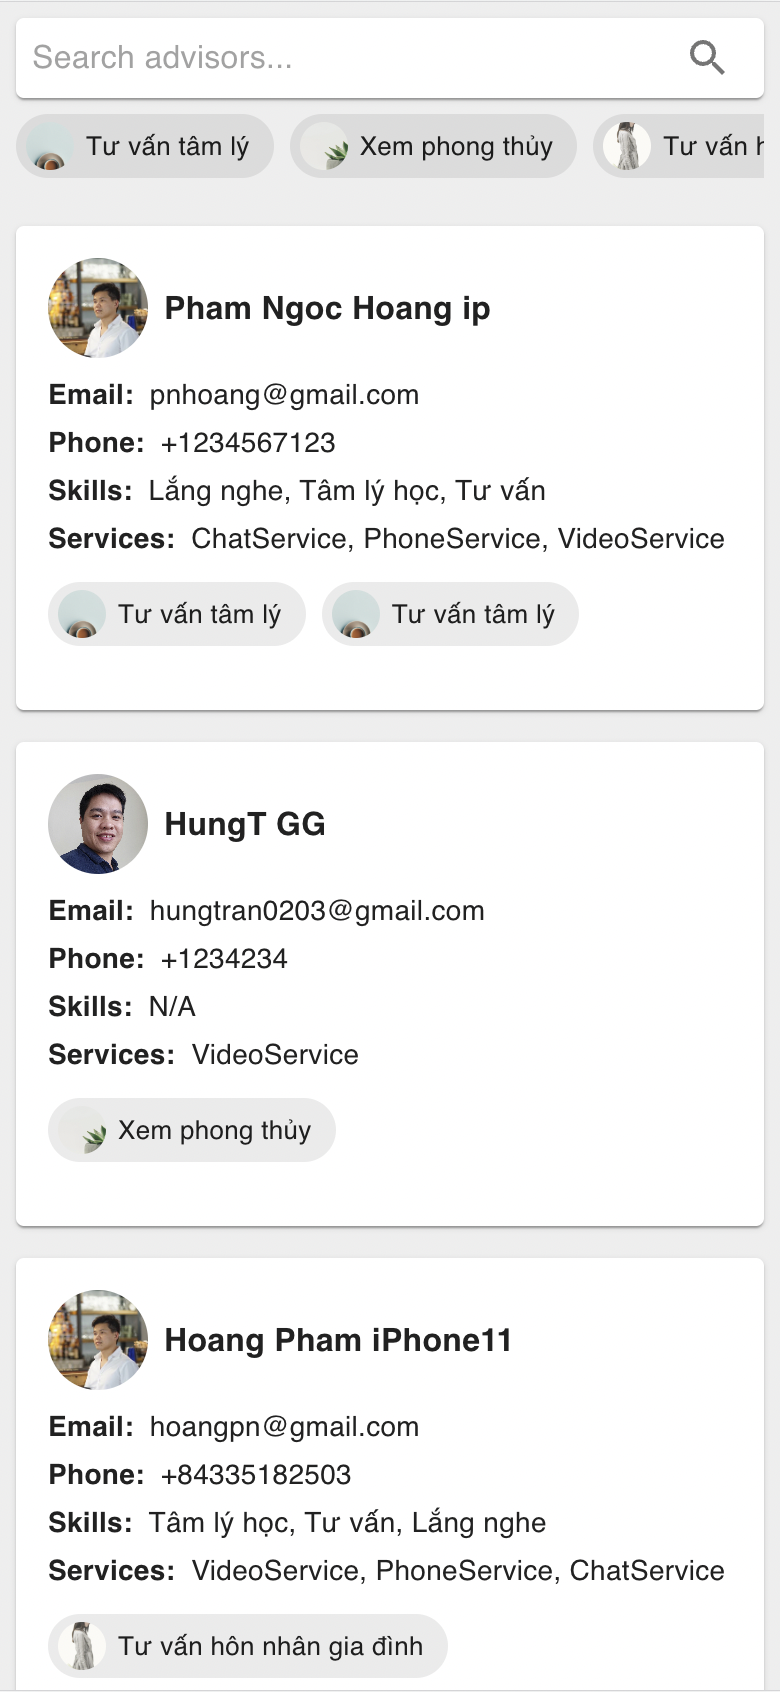 Search advisors...
Tư vấn tâm lý Xem phong thủy Tư vấn
Pham Ngoc Hoang ip
Email: pnhoang@gmail.com
Phone: +1234567123
Skills: Lắng nghe, Tâm lý học, Tư vấn
Services: ChatService, PhoneService, VideoService
Tư vấn tâm lý Tư vấn tâm lý
HungT GG
Email: hungtran0203@gmail.com
Phone: +1234234
Skills: N/A
Services: VideoService
Xem phong thủy
Hoang Pham iPhone11
Email: hoangpn@gmail.com
Phone: +84335182503
Skills: Tâm lý học, Tư vấn, Lắng nghe
Services: VideoService, PhoneService, ChatService
Tư vấn hôn nhân gia đình